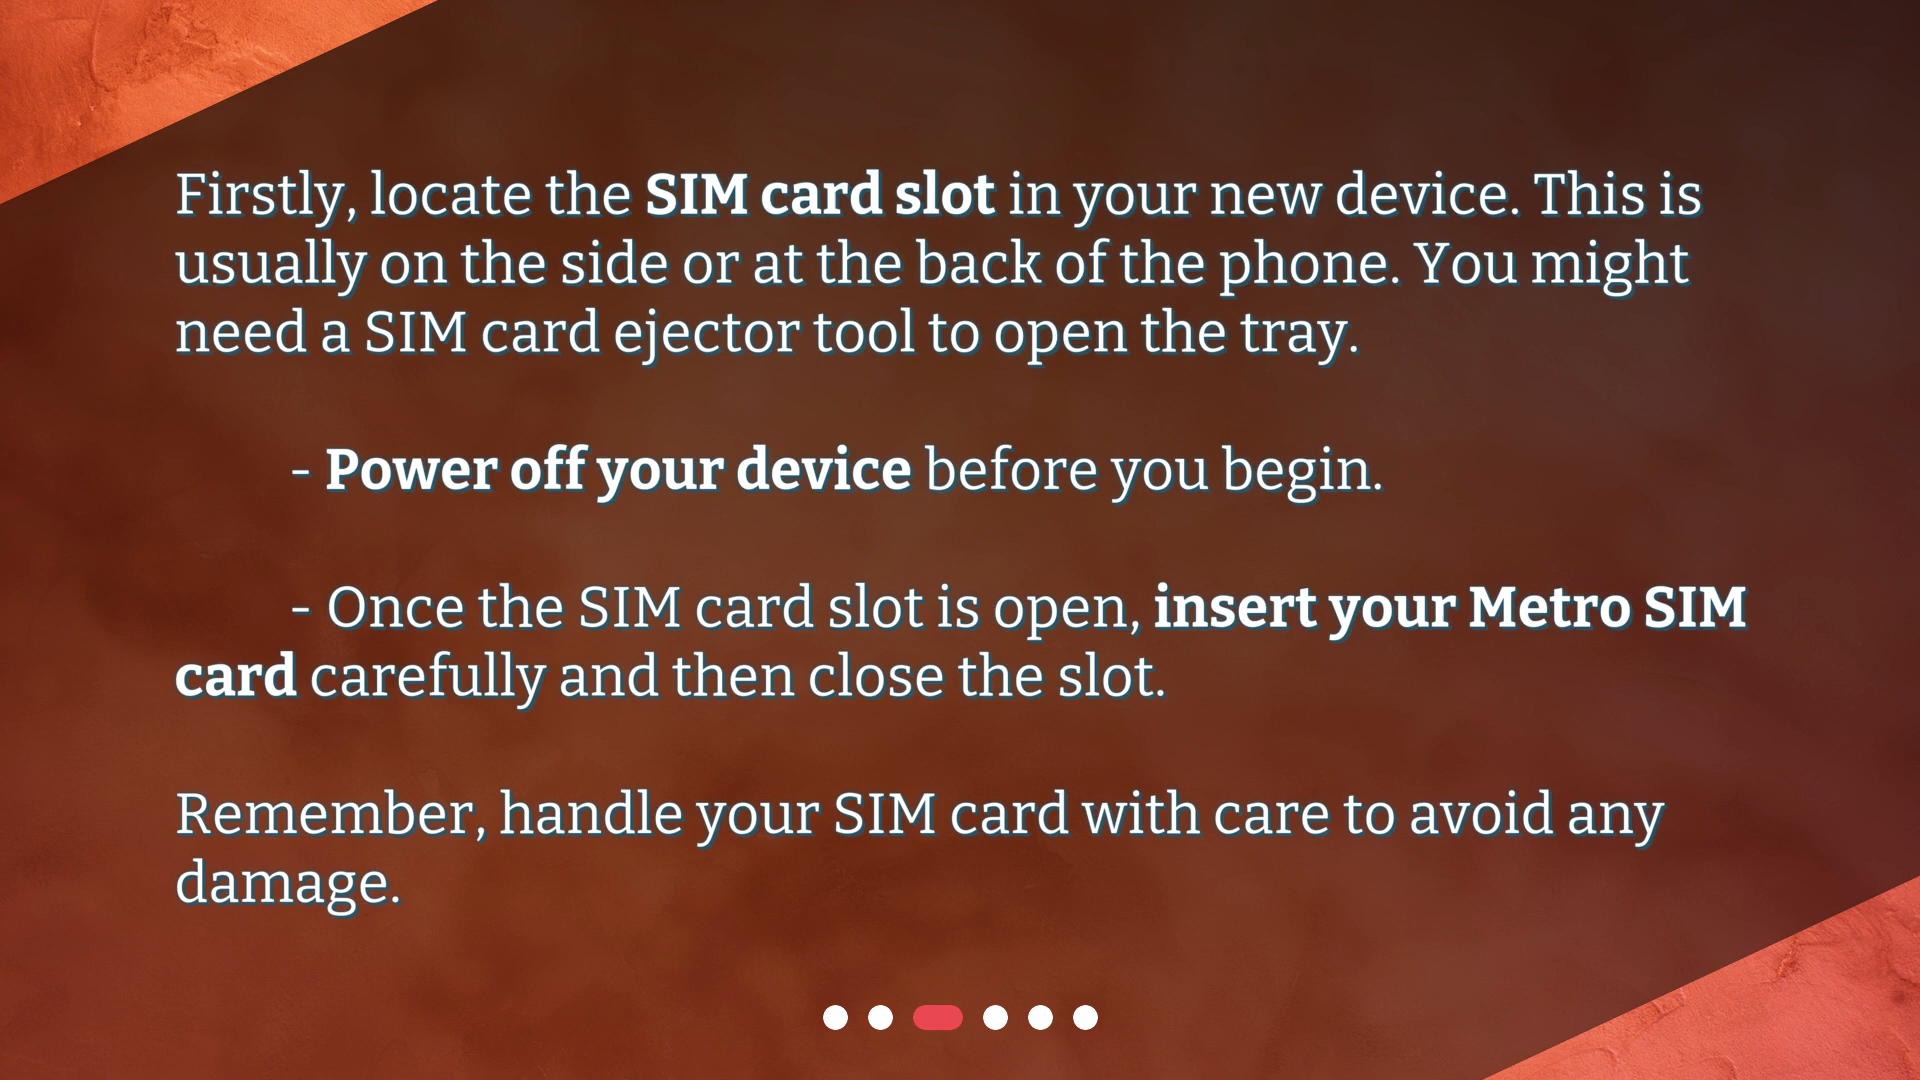 Firstly, locate the SIM card slot in your new device. This is
usually on the side or at the back of the phone. You might
need a SIM card ejector tool to open the tray.
- Power off your device before you begin.
- Once the SIM card slot is open, insert your Metro SIM
card carefully and then close the slot.
Remember, handle your SIM card with care to avoid any
damage.